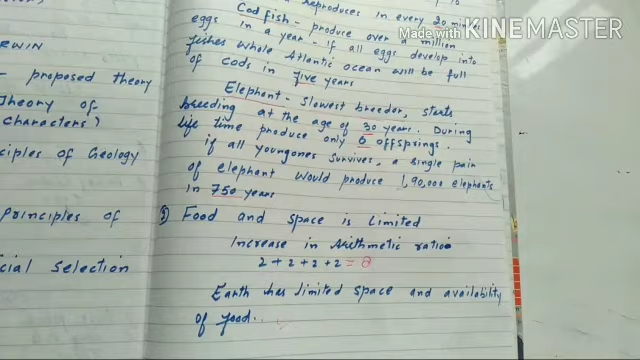 reproduces in every 20 min
Cod fish - produce over a million
eggs in a year - if all eggs develop into
fishes whole Atlantic ocean will be full
of cods in five years
Elephant - slowest breeder, starts
breeding at the age of 30 years. During
life time produce only 6 offsprings.
if all youngones survives, a single pair
of elephant would produce 1,90,000 elephants
in 750 years
2) Food and space is limited
Increase in Arithmetic ratio
2 + 2 + 2 + 2 = 8
Earth has limited space and availability
of food.
RWIN
- proposed theory
Theory of
characters)
ciples of Geology
Principles of
cial selection
Made with KINEMASTER